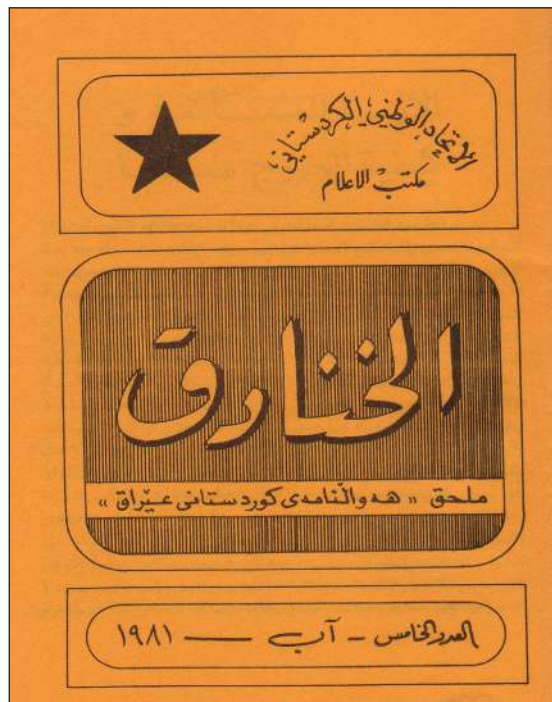 الاتحاد الوطني الكردستاني
مكتب الاعلام
الخنادق
ملحق « هەواڵنامەی کوردستانی عێراق »
العدد الخامس - آب — ١٩٨١